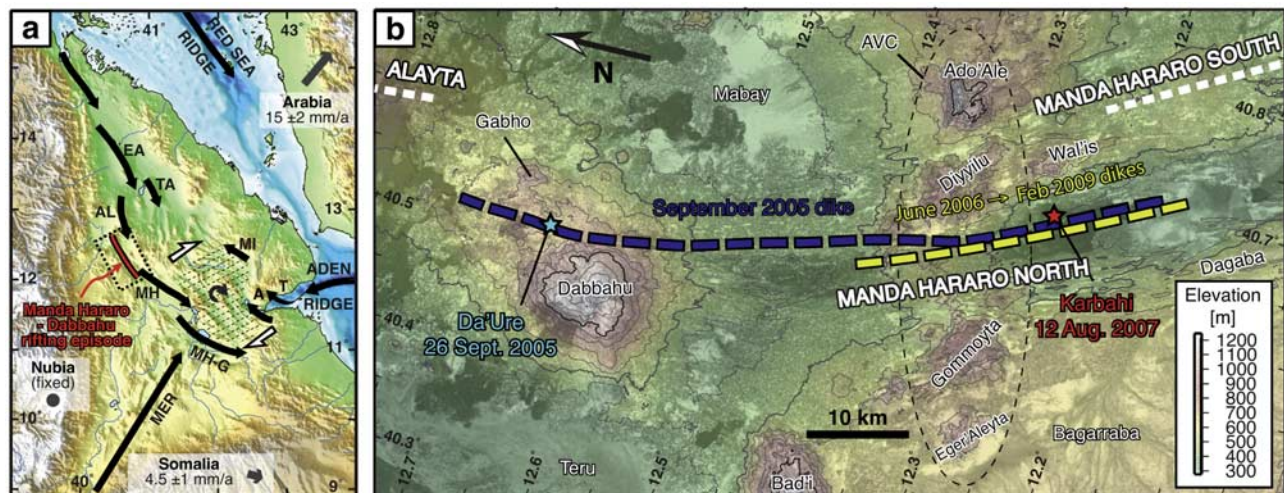 a
41
43
RED SEA
RIDGE
Arabia
15 ±2 mm/a
14
EA
TA
13
AL
MI
12
ADEN
MH
A
T
RIDGE
Manda Hararo
- Dabbahu
rifting episode
11
MH-G
Nubia
(fixed)
MER
10
Somalia
4.5 ±1 mm/a
40
9
b
12.8
N
12.5
AVC
12.4
12.3
ALAYTA
Ado'Ale
MANDA HARARO SOUTH
Mabay
40.8
Gabho
Wal'is
Diyyilu
40.5
September 2005 dike
June 2006 → Feb 2009 dikes
40.7
MANDA HARARO NORTH
Dagaba
Dabbahu
Karbahi
12 Aug. 2007
Elevation
[m]
1200
1100
1000
900
800
700
600
500
400
300
Da'Ure
26 Sept. 2005
40.4
Gommoyta
10 km
Eger'Aleyta
Bagarraba
40.3
12.7
12.6
Teru
12.5
Bad'i
12.3
12.2